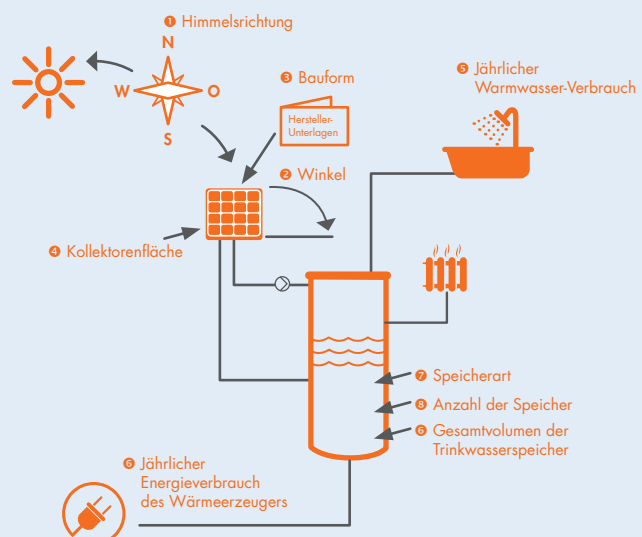 ❶ Himmelsrichtung
N
W
O
S
❸ Bauform
Hersteller-
Unterlagen
❺ Jährlicher
Warmwasser-Verbrauch
❷ Winkel
❹ Kollektorenfläche
❼ Speicherart
❽ Anzahl der Speicher
❻ Gesamtvolumen der
Trinkwasserspeicher
❻ Jährlicher
Energieverbrauch
des Wärmeerzeugers